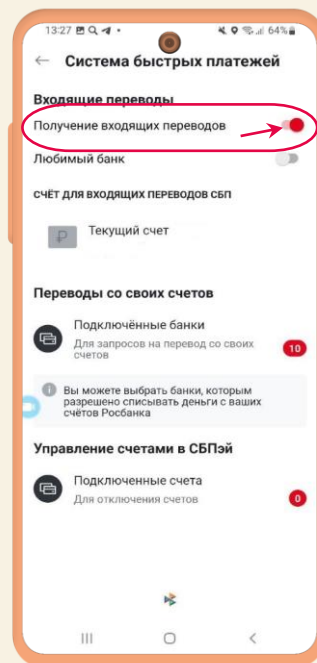 13:27 64%
Система быстрых платежей
Входящие переводы
Получение входящих переводов
Любимый банк
СЧЁТ ДЛЯ ВХОДЯЩИХ ПЕРЕВОДОВ СБП
₽ Текущий счет
Переводы со своих счетов
Подключённые банки
Для запросов на перевод со своих
счетов
10
Вы можете выбрать банки, которым
разрешено списывать деньги с ваших
счётов Росбанка
Управление счетами в СБПэй
Подключенные счета
Для отключения счетов
0